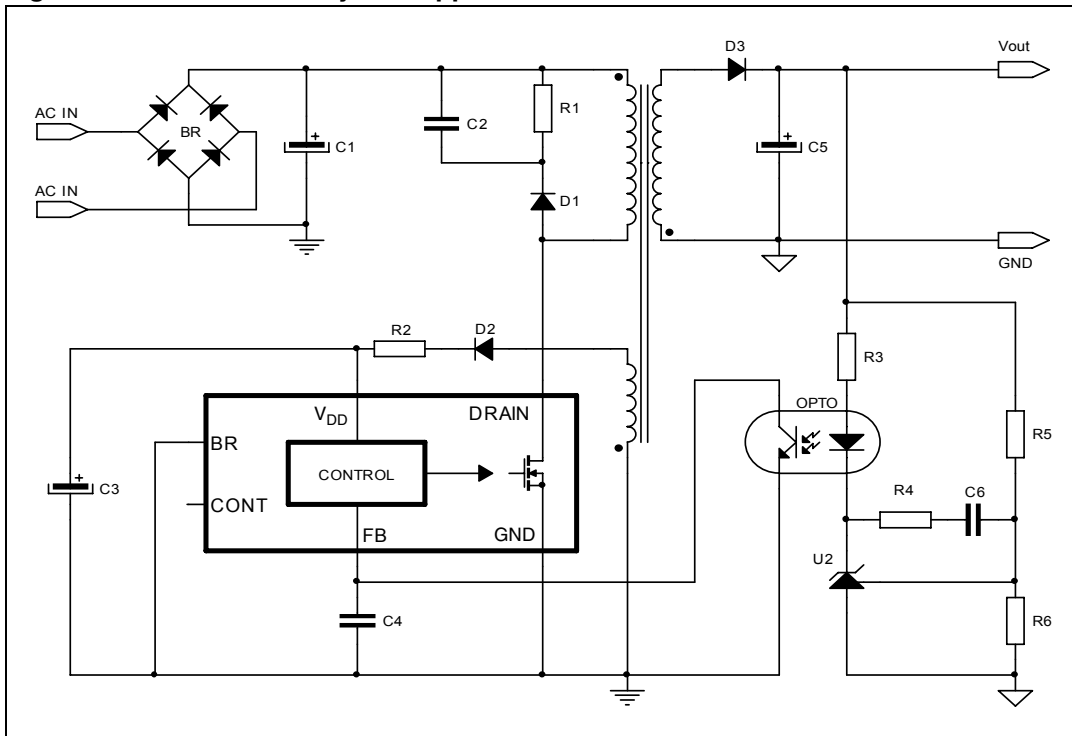 D3
Vout
AC IN
BR
R1
C2
+
C1
+
C5
AC IN
D1
GND
R2
D2
R3
VDD
DRAIN
OPTO
BR
R5
CONTROL
+
C3
CONT
R4
C6
FB
GND
U2
C4
R6